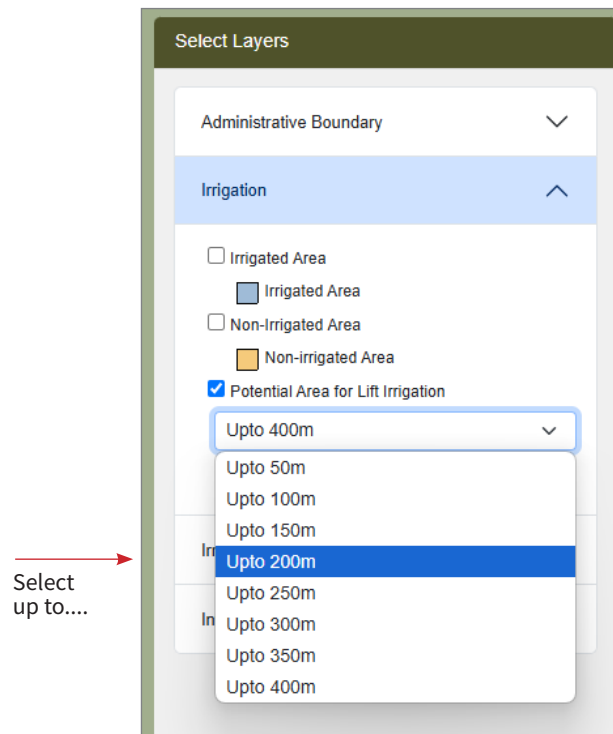 Select Layers
Administrative Boundary
Irrigation
Irrigated Area
Irrigated Area
Non-Irrigated Area
Non-irrigated Area
Potential Area for Lift Irrigation
Upto 400m
Upto 50m
Upto 100m
Upto 150m
Irr
Upto 200m
Upto 250m
In
Upto 300m
Upto 350m
Upto 400m
Select
up to....